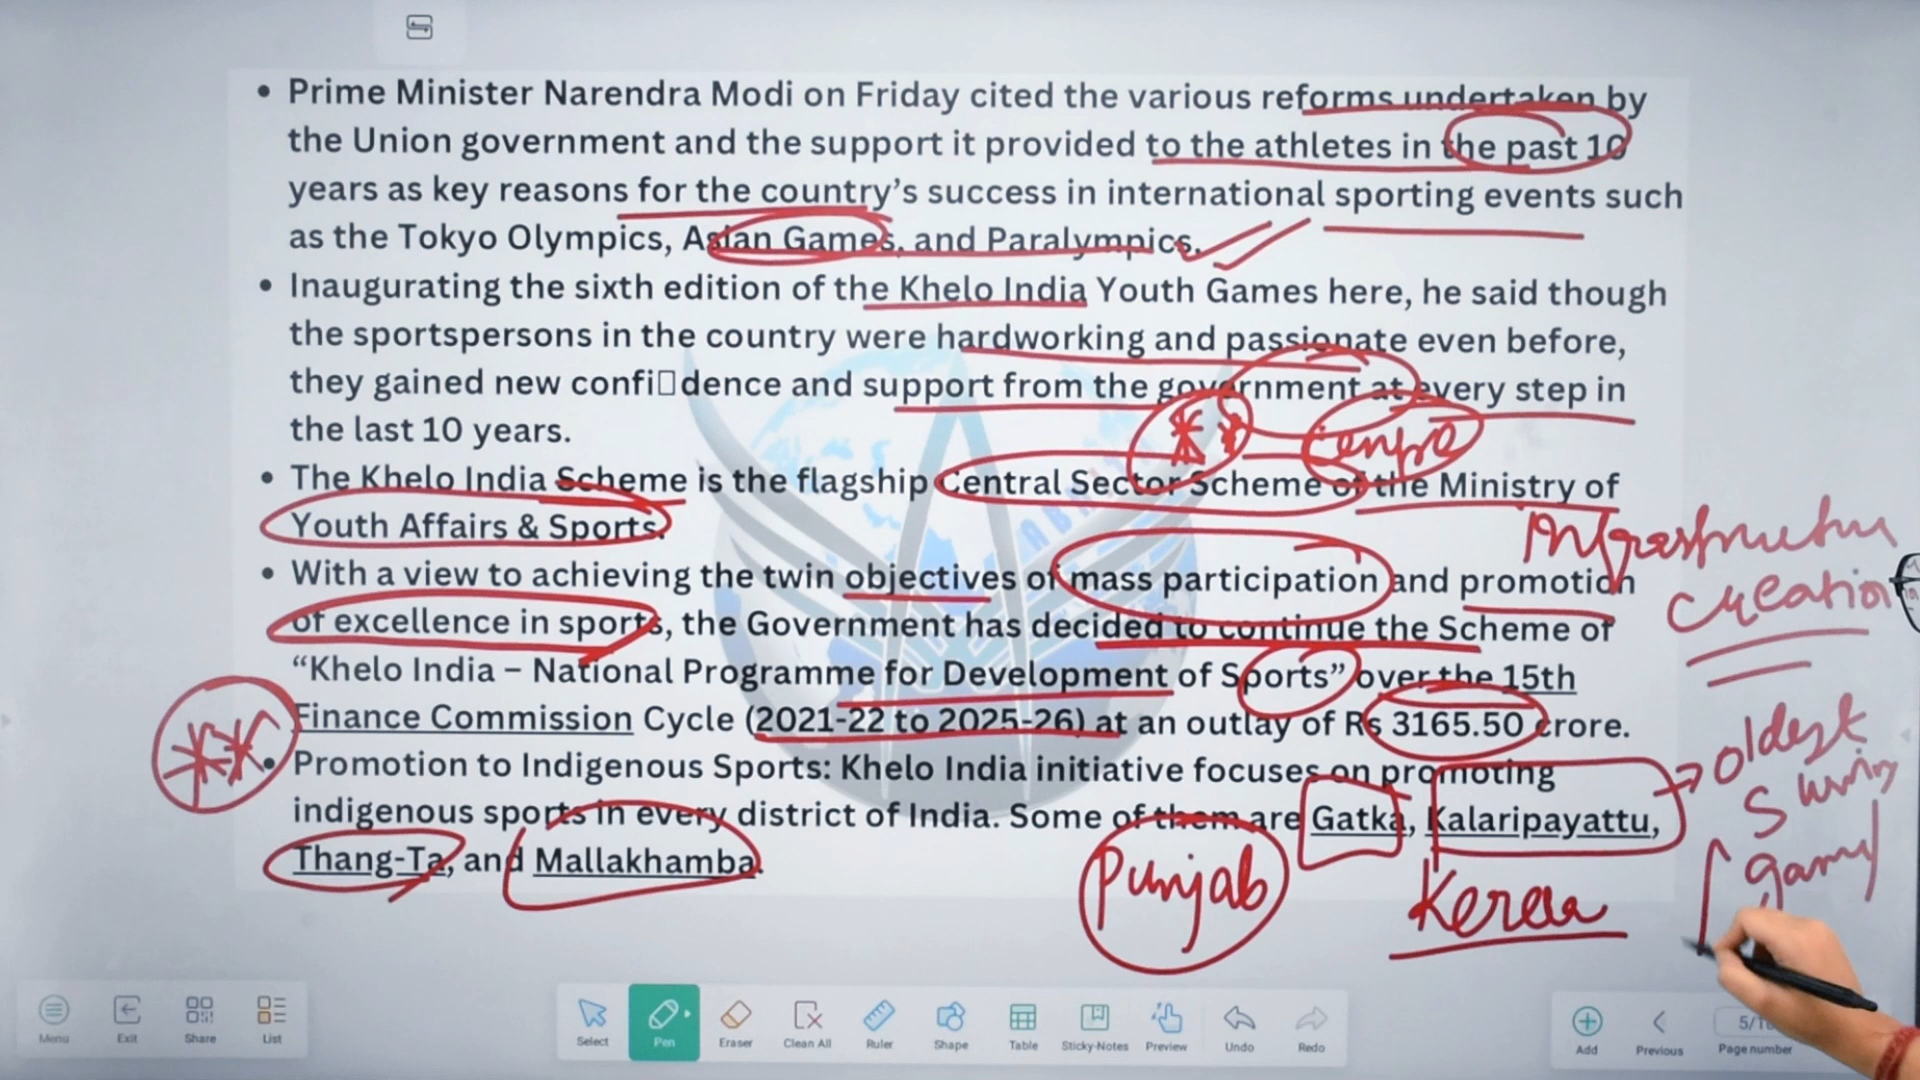 • Prime Minister Narendra Modi on Friday cited the various reforms undertaken by
the Union government and the support it provided to the athletes in the past 10
years as key reasons for the country's success in international sporting events such
as the Tokyo Olympics, Asian Games, and Paralympics.
• Inaugurating the sixth edition of the Khelo India Youth Games here, he said though
the sportspersons in the country were hardworking and passionate even before,
they gained new confi▯dence and support from the government at every step in
the last 10 years.
• The Khelo India Scheme is the flagship Central Sector Scheme of the Ministry of
Youth Affairs & Sports.
• With a view to achieving the twin objectives of mass participation and promotion
of excellence in sports, the Government has decided to continue the Scheme of
“Khelo India – National Programme for Development of Sports” over the 15th
Finance Commission Cycle (2021-22 to 2025-26) at an outlay of Rs 3165.50 crore.
• Promotion to Indigenous Sports: Khelo India initiative focuses on promoting
indigenous sports in every district of India. Some of them are Gatka, Kalaripayattu,
Thang-Ta, and Mallakhamba.
creation
oldest
game
Punjab
Menu Exit Share List
Select Pen Eraser Clean All Ruler Shape Table Sticky-Notes Preview Undo Redo
Add Previous Page number